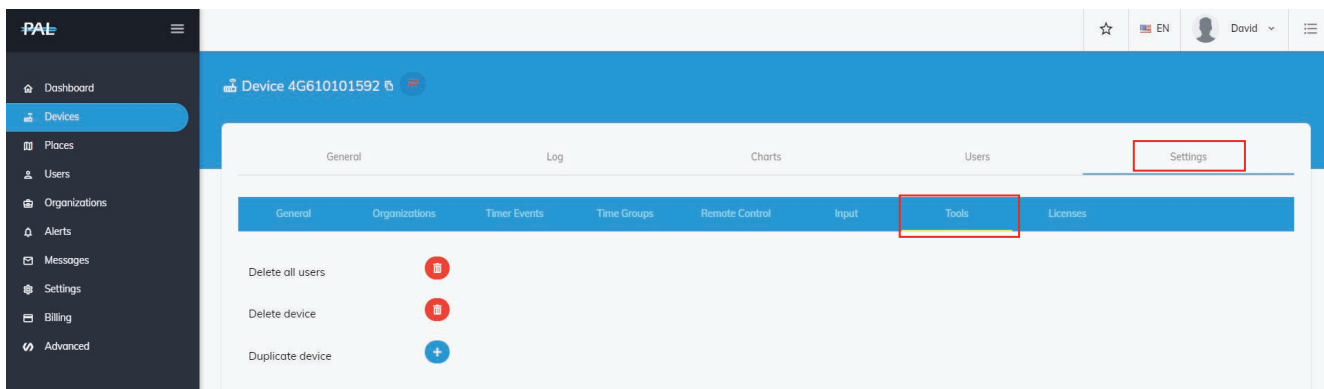 PAL
EN
David
Dashboard
Devices
Places
Users
Organizations
Alerts
Messages
Settings
Billing
Advanced
Device 4G610101592
General Log Charts Users Settings
General Organizations Timer Events Time Groups Remote Control Input Tools Licenses
Delete all users
Delete device
Duplicate device